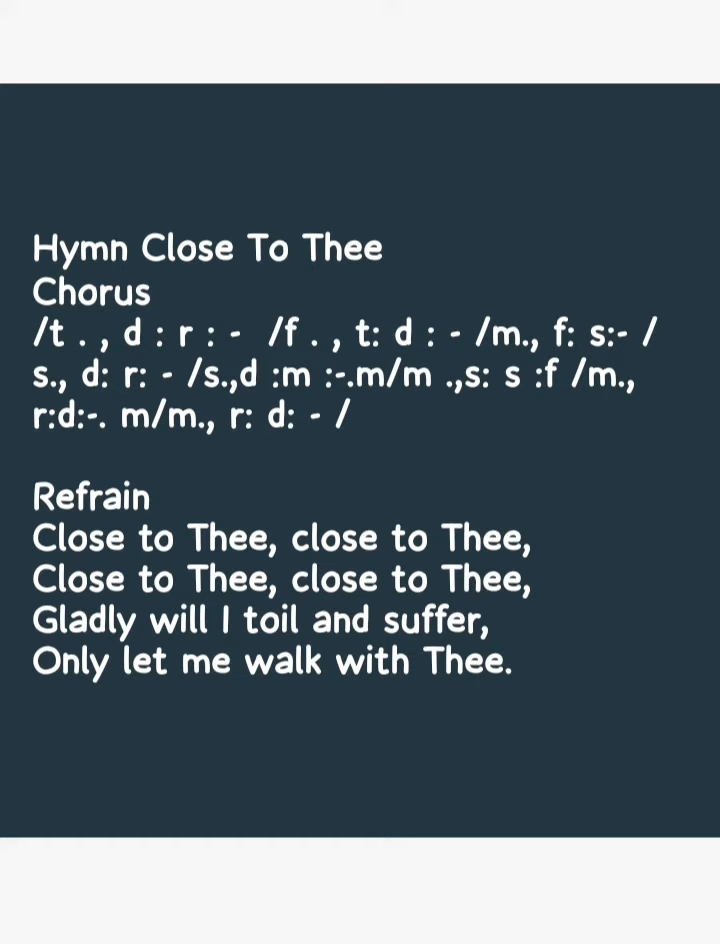 Hymn Close To Thee
Chorus
/t . , d : r : - /f . , t: d : - /m., f: s:- /
s., d: r: - /s.,d :m :-.m/m .,s: s :f /m.,
r:d:-. m/m., r: d: - /
Refrain
Close to Thee, close to Thee,
Close to Thee, close to Thee,
Gladly will I toil and suffer,
Only let me walk with Thee.